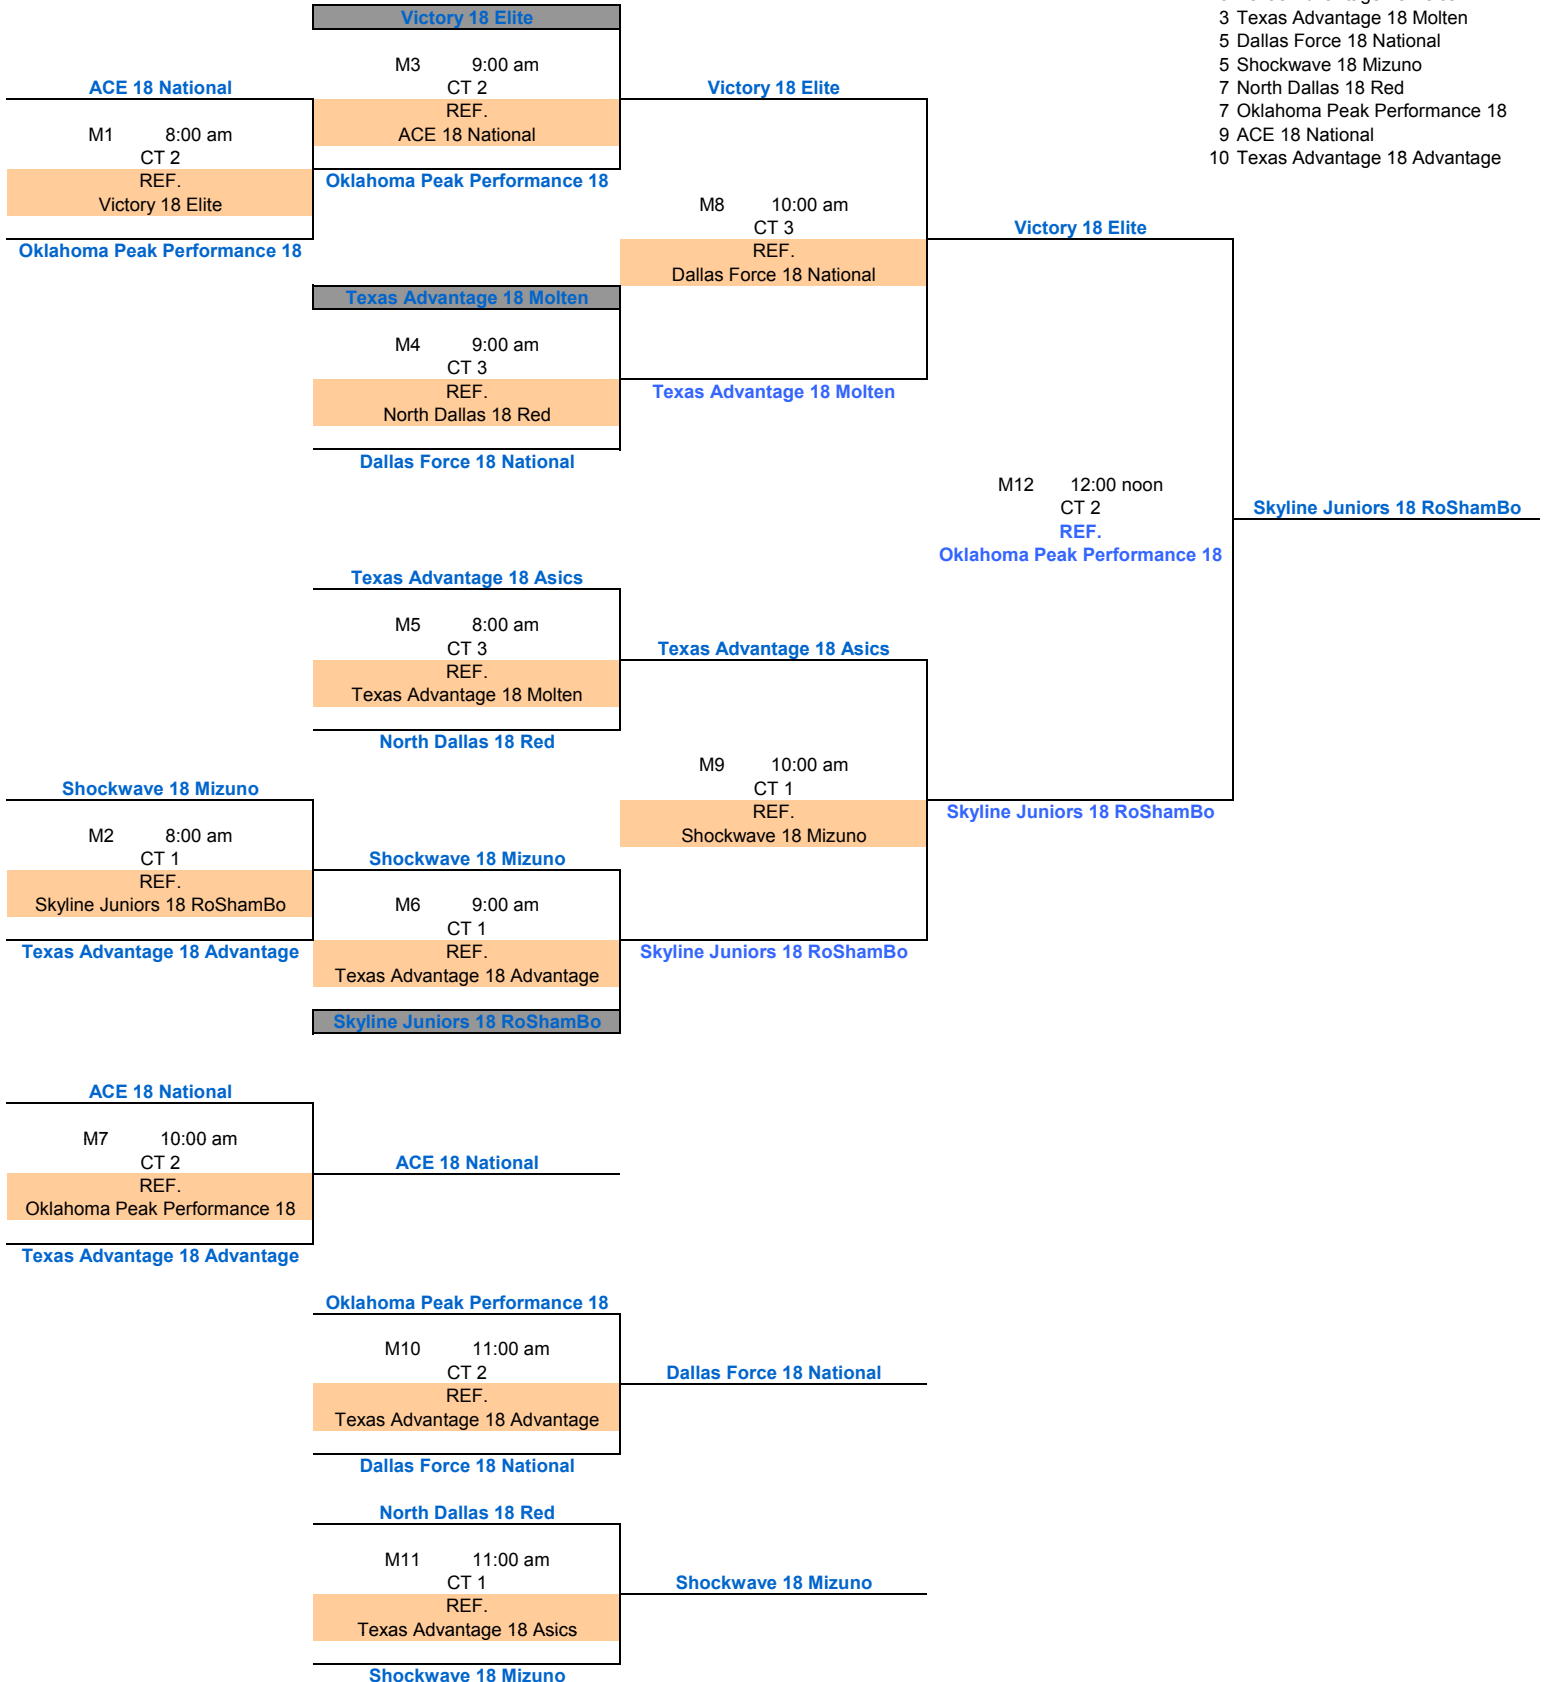 Victory 18 Elite
3 Texas Advantage 18 Molten
5 Dallas Force 18 National
5 Shockwave 18 Mizuno
7 North Dallas 18 Red
7 Oklahoma Peak Performance 18
9 ACE 18 National
10 Texas Advantage 18 Advantage
M3 9:00 am
CT 2
REF.
ACE 18 National
ACE 18 National
M1 8:00 am
CT 2
REF.
Victory 18 Elite
Oklahoma Peak Performance 18
Oklahoma Peak Performance 18
Victory 18 Elite
M8 10:00 am
CT 3
REF.
Dallas Force 18 National
Victory 18 Elite
Texas Advantage 18 Molten
M4 9:00 am
CT 3
REF.
North Dallas 18 Red
Dallas Force 18 National
Texas Advantage 18 Molten
M12 12:00 noon
CT 2
REF.
Oklahoma Peak Performance 18
Skyline Juniors 18 RoShamBo
Texas Advantage 18 Asics
M5 8:00 am
CT 3
REF.
Texas Advantage 18 Molten
North Dallas 18 Red
Texas Advantage 18 Asics
M9 10:00 am
CT 1
REF.
Shockwave 18 Mizuno
Skyline Juniors 18 RoShamBo
Shockwave 18 Mizuno
M2 8:00 am
CT 1
REF.
Skyline Juniors 18 RoShamBo
Texas Advantage 18 Advantage
Shockwave 18 Mizuno
M6 9:00 am
CT 1
REF.
Texas Advantage 18 Advantage
Skyline Juniors 18 RoShamBo
Skyline Juniors 18 RoShamBo
ACE 18 National
M7 10:00 am
CT 2
REF.
Oklahoma Peak Performance 18
Texas Advantage 18 Advantage
ACE 18 National
Oklahoma Peak Performance 18
M10 11:00 am
CT 2
REF.
Texas Advantage 18 Advantage
Dallas Force 18 National
Dallas Force 18 National
North Dallas 18 Red
M11 11:00 am
CT 1
REF.
Texas Advantage 18 Asics
Shockwave 18 Mizuno
Shockwave 18 Mizuno